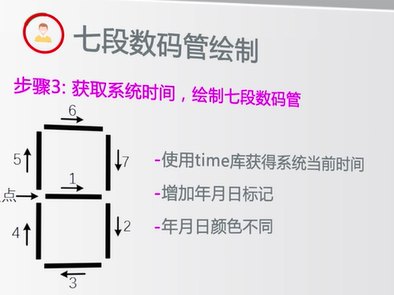 七段数码管绘制
步骤3: 获取系统时间，绘制七段数码管
6
5
7
1
点
4
2
3
-使用time库获得系统当前时间
-增加年月日标记
-年月日颜色不同